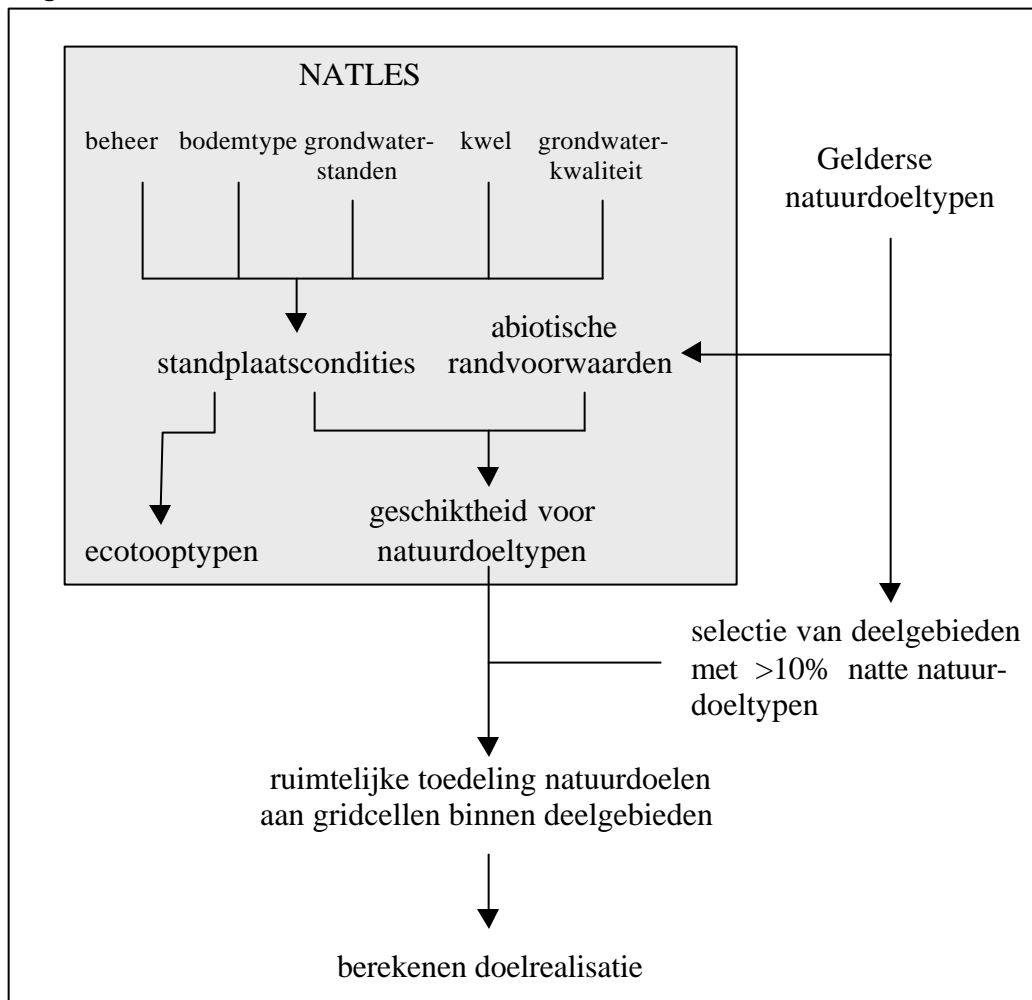 NATLES
beheer bodemtype grondwater- kwel grondwater-
standen kwaliteit
Gelderse
natuurdoeltypen
abiotische
standplaatscondities randvoorwaarden
geschiktheid voor
ecotooptypen natuurdoeltypen
selectie van deelgebieden
met >10% natte natuur-
doeltypen
ruimtelijke toedeling natuurdoelen
aan gridcellen binnen deelgebieden
berekenen doelrealisatie